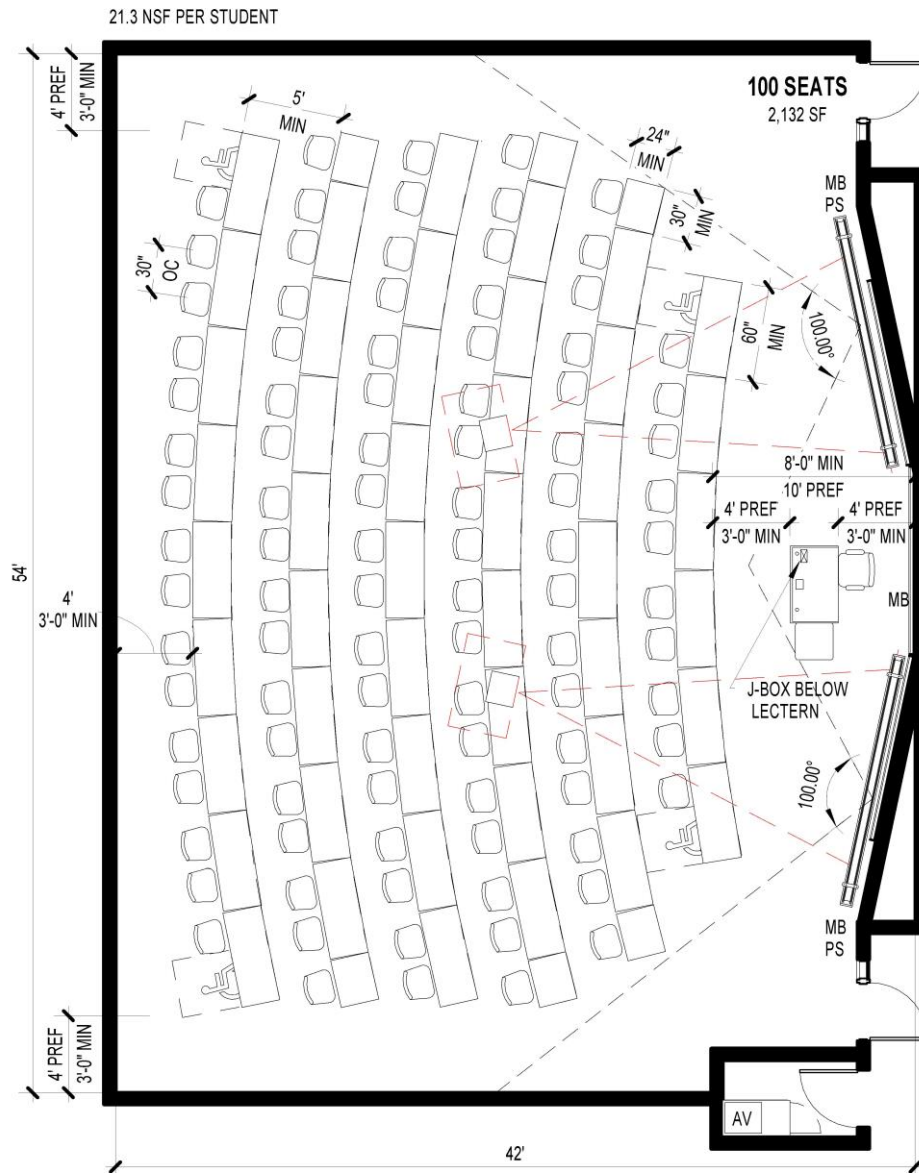 21.3 NSF PER STUDENT
4' PREF
3'-0" MIN
5'
MIN
100 SEATS
2,132 SF
24"
MIN
30"
MIN
MB
PS
30"
OC
60"
MIN
100.00°
8'-0" MIN
10' PREF
4' PREF
3'-0" MIN
4' PREF
3'-0" MIN
54'
4'
3'-0" MIN
MB
J-BOX BELOW
LECTERN
100.00°
MB
PS
4' PREF
3'-0" MIN
AV
42'